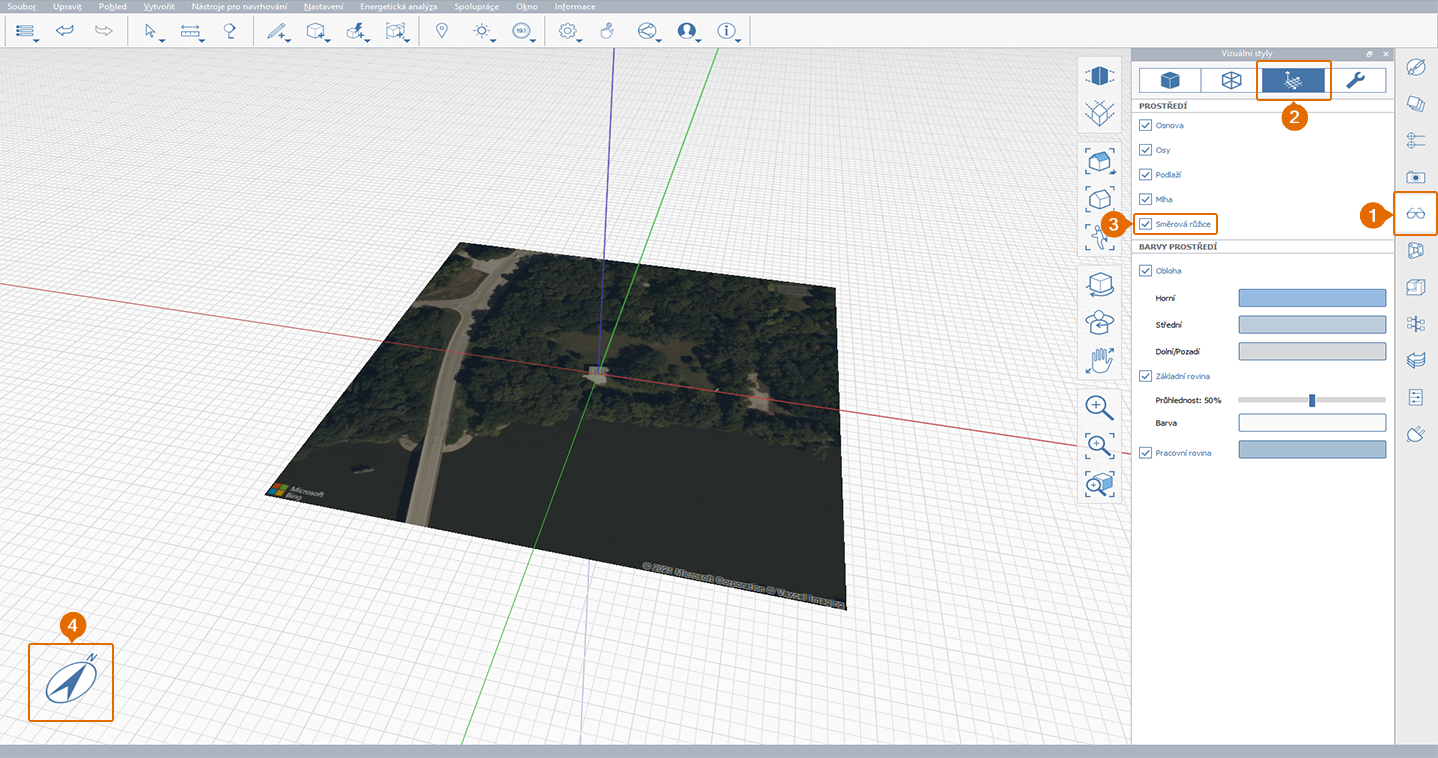 Soubor Upravit Pohled Vytvořit Nástroje pro navrhování Nastavení Energetická analýza Spolupráce Okno Informace
191
Vizuální styly
2
PROSTŘEDÍ
Osnova
Osy
Podlaží
Mlha
1
3
Směrová růžice
BARVY PROSTŘEDÍ
Obloha
Horní
Střední
Dolní/Pozadí
Základní rovina
Průhlednost: 50%
Barva
Pracovní rovina
Microsoft
Bing
© 2021 Microsoft Corporation © Vexcel Imaging
4
N